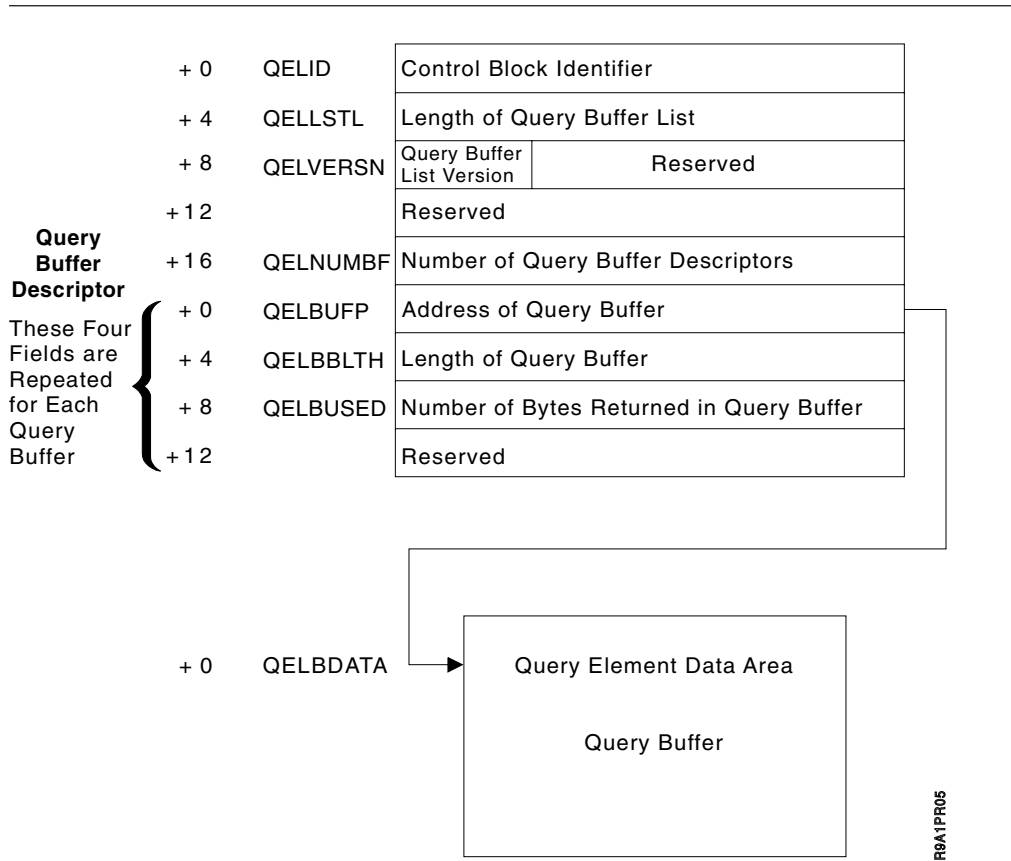 + 0 QELID Control Block Identifier
+ 4 QELLSTL Length of Query Buffer List
+ 8 QELVERSN Query Buffer
List Version Reserved
+12 Reserved
Query
Buffer
Descriptor
+16 QELNUMBF Number of Query Buffer Descriptors
These Four
Fields are
Repeated
for Each
Query
Buffer
+ 0 QELBUFP Address of Query Buffer
+ 4 QELBBLTH Length of Query Buffer
+ 8 QELBUSED Number of Bytes Returned in Query Buffer
+12 Reserved
+ 0 QELBDATA Query Element Data Area
Query Buffer
R9A1PR05